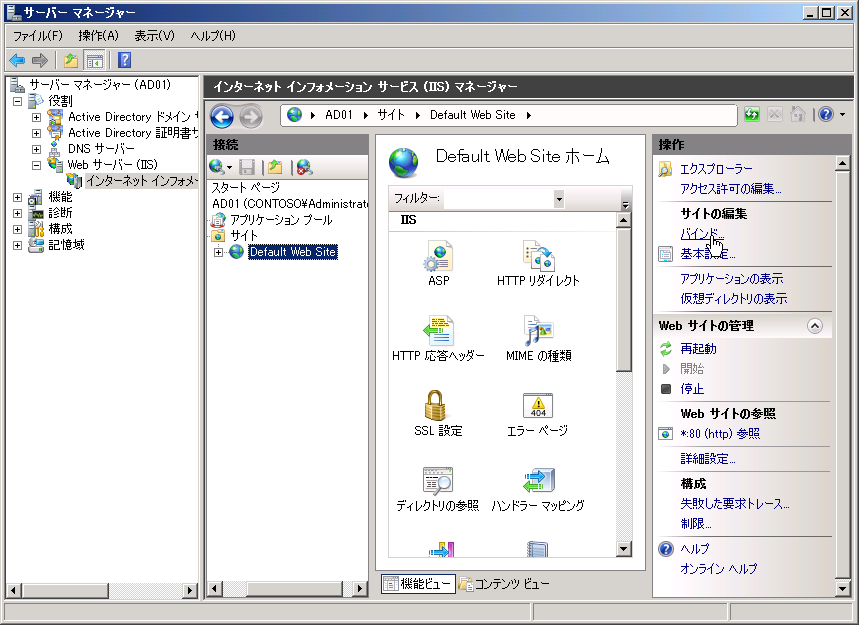 サーバー マネージャー
ファイル(F) 操作(A) 表示(V) ヘルプ(H)
サーバー マネージャー (AD01)
役割
Active Directory ドメイン
Active Directory 証明書サ
DNS サーバー
Web サーバー (IIS)
インターネット インフォメ
機能
診断
構成
記憶域
インターネット インフォメーション サービス (IIS) マネージャー
AD01 サイト Default Web Site
接続
スタート ページ
AD01 (CONTOSO¥Administrato
アプリケーション プール
サイト
Default Web Site
Default Web Site ホーム
フィルター:
IIS
ASP
HTTP リダイレクト
HTTP 応答ヘッダー
MIME の種類
SSL 設定
404
エラー ページ
ディレクトリの参照
ハンドラー マッピング
機能ビュー
コンテンツ ビュー
操作
エクスプローラー
アクセス許可の編集...
サイトの編集
バインド...
基本設定...
アプリケーションの表示
仮想ディレクトリの表示
Web サイトの管理
再起動
開始
停止
Web サイトの参照
*:80 (http) 参照
詳細設定...
構成
失敗した要求トレース...
制限...
ヘルプ
オンライン ヘルプ